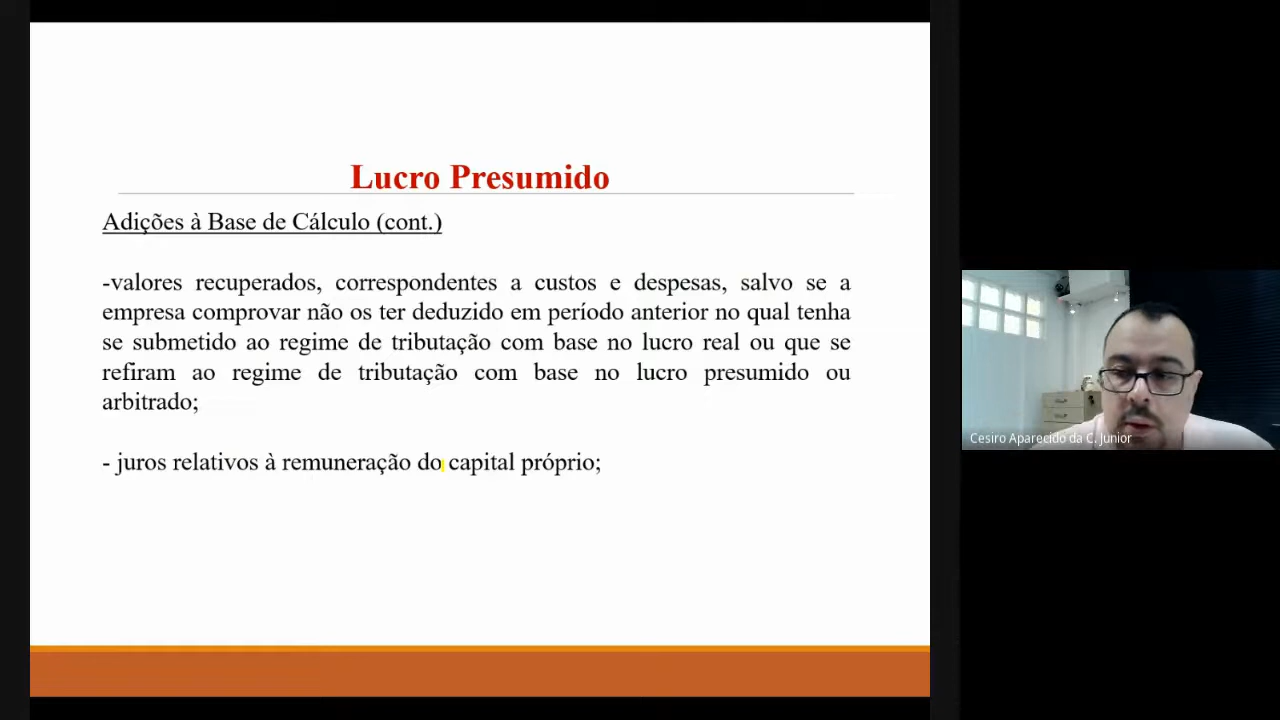 Lucro Presumido
Adições à Base de Cálculo (cont.)
-valores recuperados, correspondentes a custos e despesas, salvo se a
empresa comprovar não os ter deduzido em período anterior no qual tenha
se submetido ao regime de tributação com base no lucro real ou que se
refiram ao regime de tributação com base no lucro presumido ou
arbitrado;
- juros relativos à remuneração do capital próprio;
Cesiro Aparecido da C. Junior